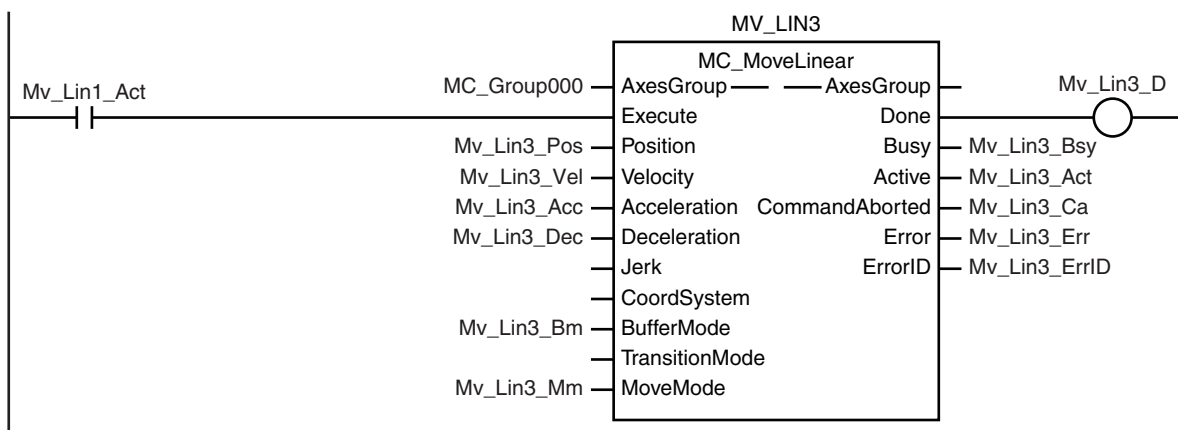 MV_LIN3
MC_MoveLinear
Mv_Lin1_Act
MC_Group000 AxesGroup AxesGroup Mv_Lin3_D
Execute Done
Mv_Lin3_Pos Position Busy Mv_Lin3_Bsy
Mv_Lin3_Vel Velocity Active Mv_Lin3_Act
Mv_Lin3_Acc Acceleration CommandAborted Mv_Lin3_Ca
Mv_Lin3_Dec Deceleration Error Mv_Lin3_Err
Jerk ErrorID Mv_Lin3_ErrID
CoordSystem
Mv_Lin3_Bm BufferMode
TransitionMode
Mv_Lin3_Mm MoveMode